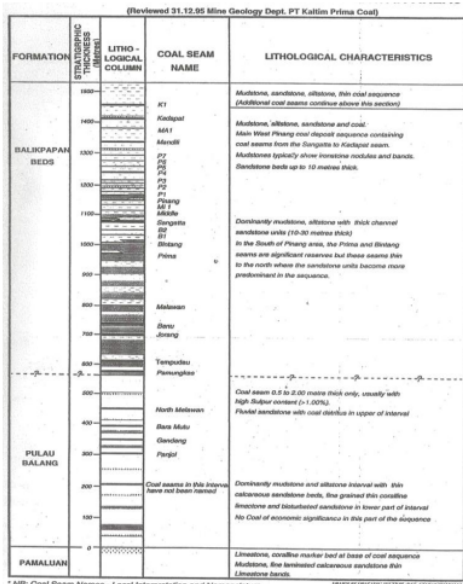 (Reviewed 31.12.95 Mine Geology Dept. PT Kaltim Prima Coal)
FORMATION
STRATIGRPHIC
THICKNESS
(Metres)
LITHO -
LOGICAL
COLUMN
COAL SEAM
NAME
LITHOLOGICAL CHARACTERISTICS
BALIKPAPAN
BEDS
PULAU
BALANG
PAMALUAN
1500
1400
1300
1200
1100
1000
900
800
700
600
500
400
300
200
100
0
K1
Kedapat
MA1
Mandili
P7
P6
P5
P4
P3
P2
P1
Pinang
Mi 1
Middle
Sangatta
B2
B1
Bintang
Prima
Melawan
Benu
Jorang
Tempudau
Pamungkas
North Melawan
Bara Mutu
Gendang
Panjol
Coal seams in this interval
have not been named
Mudstone, sandstone, siltstone, thin coal sequence
(Additional coal seams continue above this section)
Mudstone, siltstone, sandstone and coal.
Main West Pinang coal deposit sequence containing
coal seams from the Sangatta to Kadapat seam.
Mudstones typically show ironstone nodules and bands.
Sandstone beds up to 10 metres thick.
Dominantly mudstone, siltstone with thick channel
sandstone units (10-30 metres thick)
In the South of Pinang area, the Prima and Bintang
seams are significant reserves but these seams thin
to the north where the sandstone units become more
predominant in the sequence.
? ? ? ? ?
Coal seam 0.5 to 2.00 metre thick only, usually with
high Sulpur content (>1.00%).
Fluvial sandstone with coal detritus in upper of interval
Dominantly mudstone and siltstone interval with thin
calcareous sandstone beds, fine grained thin coralline
limestone and bioturbated sandstone in lower part of interval
No Coal of economic significance in this part of the sequence
Limestone, coralline marker bed at base of coal sequence
Mudstone, fine laminated calcareous sandstone thin
Limestone bands.